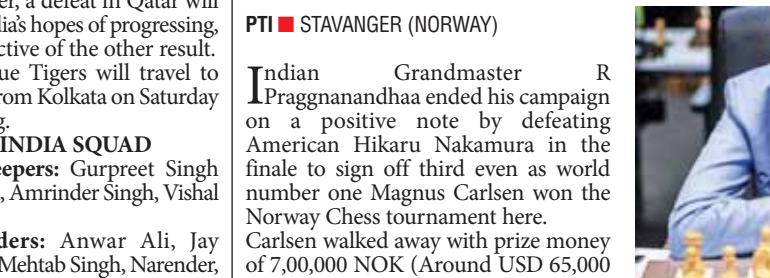 er, a defeat in Qatar will
lia's hopes of progressing,
ctive of the other result.
ue Tigers will travel to
rom Kolkata on Saturday
g.
INDIA SQUAD
eepers: Gurpreet Singh
, Amrinder Singh, Vishal
ders: Anwar Ali, Jay
Mehtab Singh, Narender,
PTI STAVANGER (NORWAY)
Indian Grandmaster R
Praggnanandhaa ended his campaign
on a positive note by defeating
American Hikaru Nakamura in the
finale to sign off third even as world
number one Magnus Carlsen won the
Norway Chess tournament here.
Carlsen walked away with prize money
of 7,00,000 NOK (Around USD 65,000